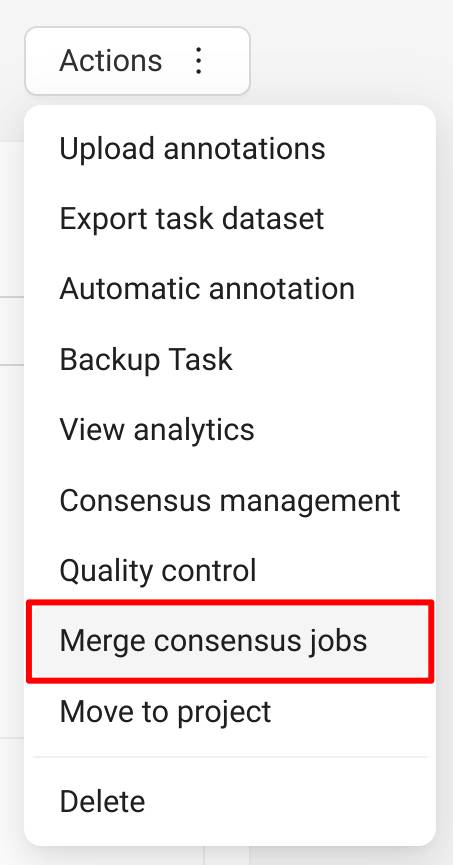 Actions
Upload annotations
Export task dataset
Automatic annotation
Backup Task
View analytics
Consensus management
Quality control
Merge consensus jobs
Move to project
Delete